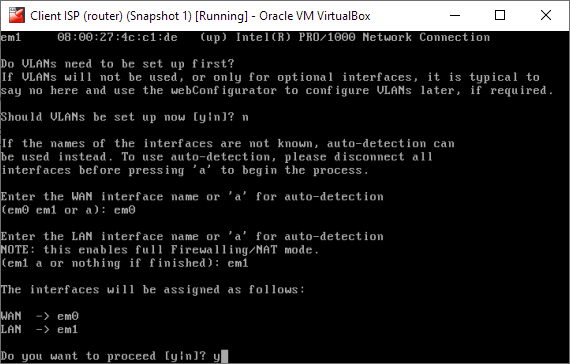 Client ISP (router) (Snapshot 1) [Running] - Oracle VM VirtualBox
em1 08:00:27:4c:c1:de (up) Intel(R) PRO/1000 Network Connection
Do VLANs need to be set up first?
If VLANs will not be used, or only for optional interfaces, it is typical to
say no here and use the webConfigurator to configure VLANs later, if required.
Should VLANs be set up now [y|n]? n
If the names of the interfaces are not known, auto-detection can
be used instead. To use auto-detection, please disconnect all
interfaces before pressing 'a' to begin the process.
Enter the WAN interface name or 'a' for auto-detection
(em0 em1 or a): em0
Enter the LAN interface name or 'a' for auto-detection
NOTE: this enables full Firewalling/NAT mode.
(em1 a or nothing if finished): em1
The interfaces will be assigned as follows:
WAN -> em0
LAN -> em1
Do you want to proceed [y|n]? y